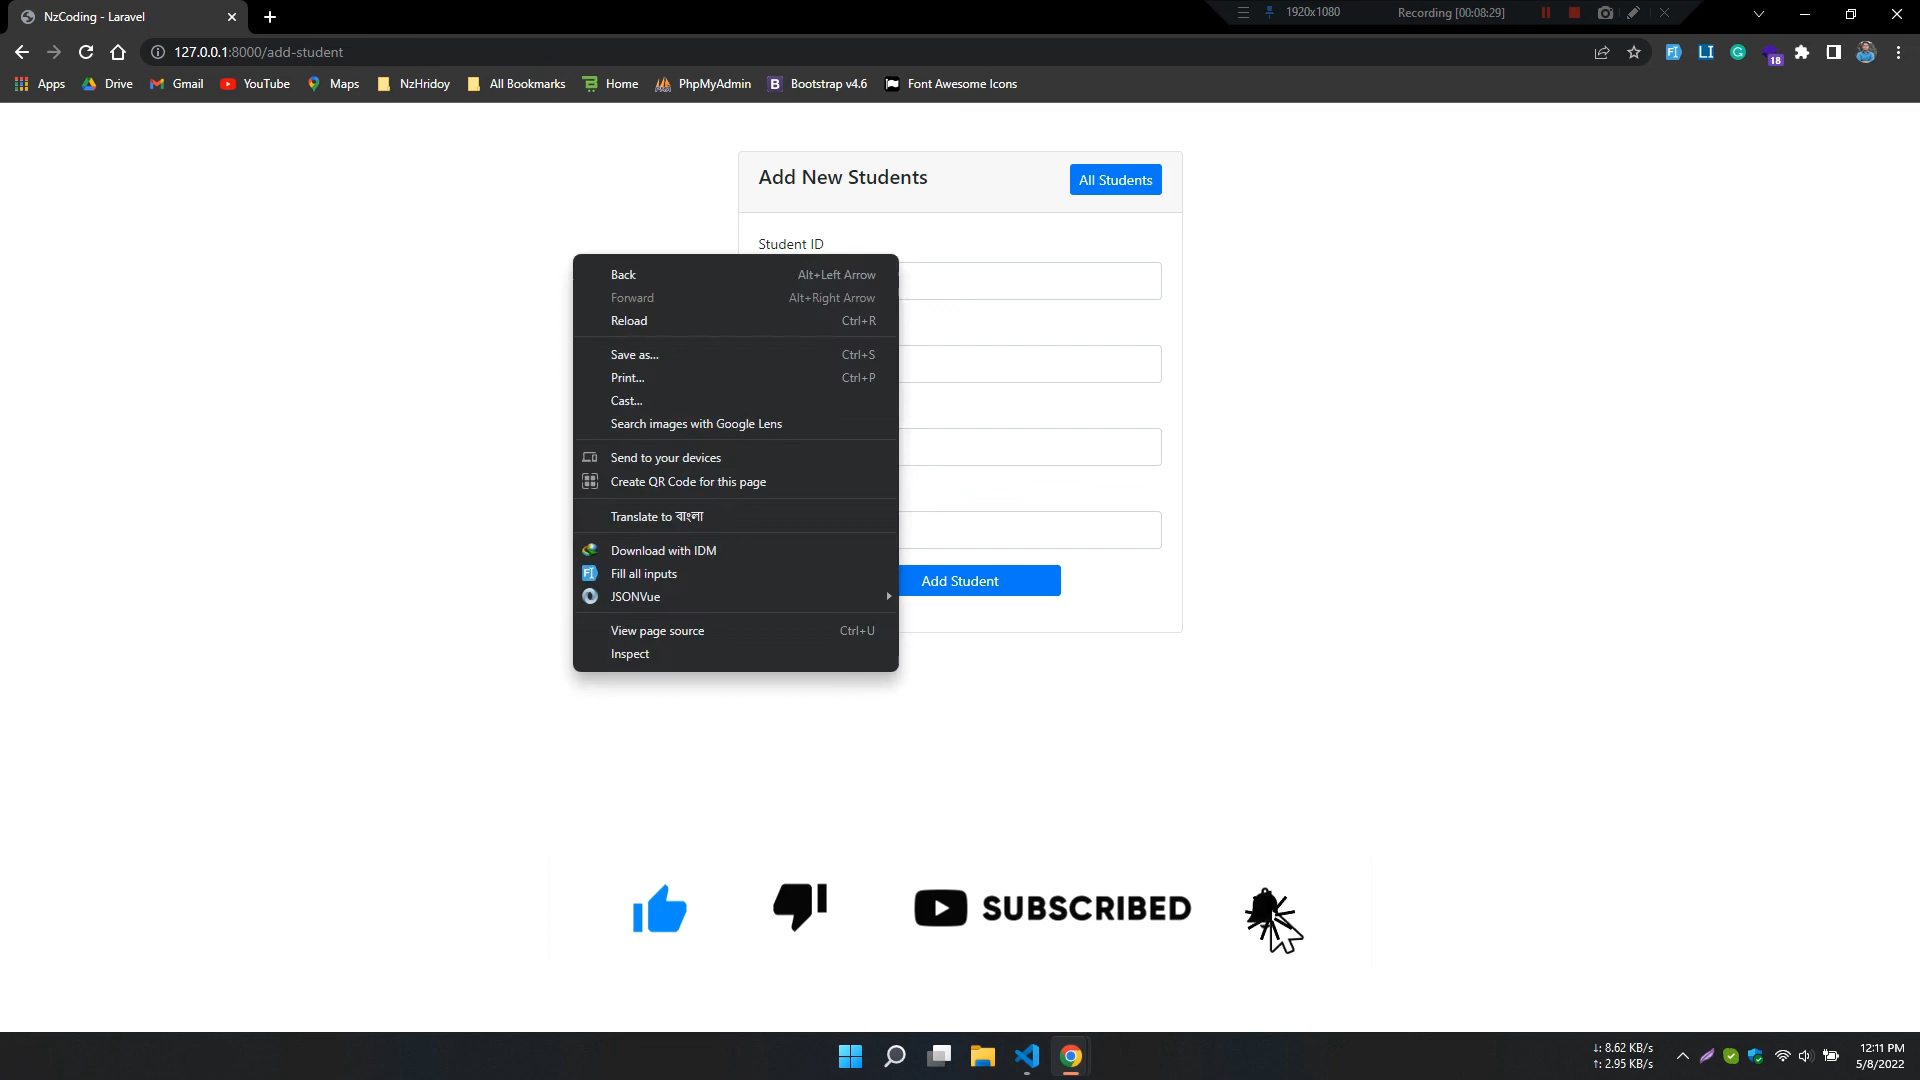 NzCoding - Laravel
1920x1080
Recording [00:08:29]
127.0.0.1:8000/add-student
18
Apps
Drive
Gmail
YouTube
Maps
NzHridoy
All Bookmarks
Home
PhpMyAdmin
B
Bootstrap v4.6
Font Awesome Icons
Add New Students
All Students
Student ID
Back Alt+Left Arrow
Forward Alt+Right Arrow
Reload Ctrl+R
Save as... Ctrl+S
Print... Ctrl+P
Cast...
Search images with Google Lens
Send to your devices
Create QR Code for this page
Translate to বাংলা
Download with IDM
Fill all inputs
JSONVue
View page source Ctrl+U
Inspect
Add Student
SUBSCRIBED
↓: 8.62 KB/s
↑: 2.95 KB/s
12:11 PM
5/8/2022